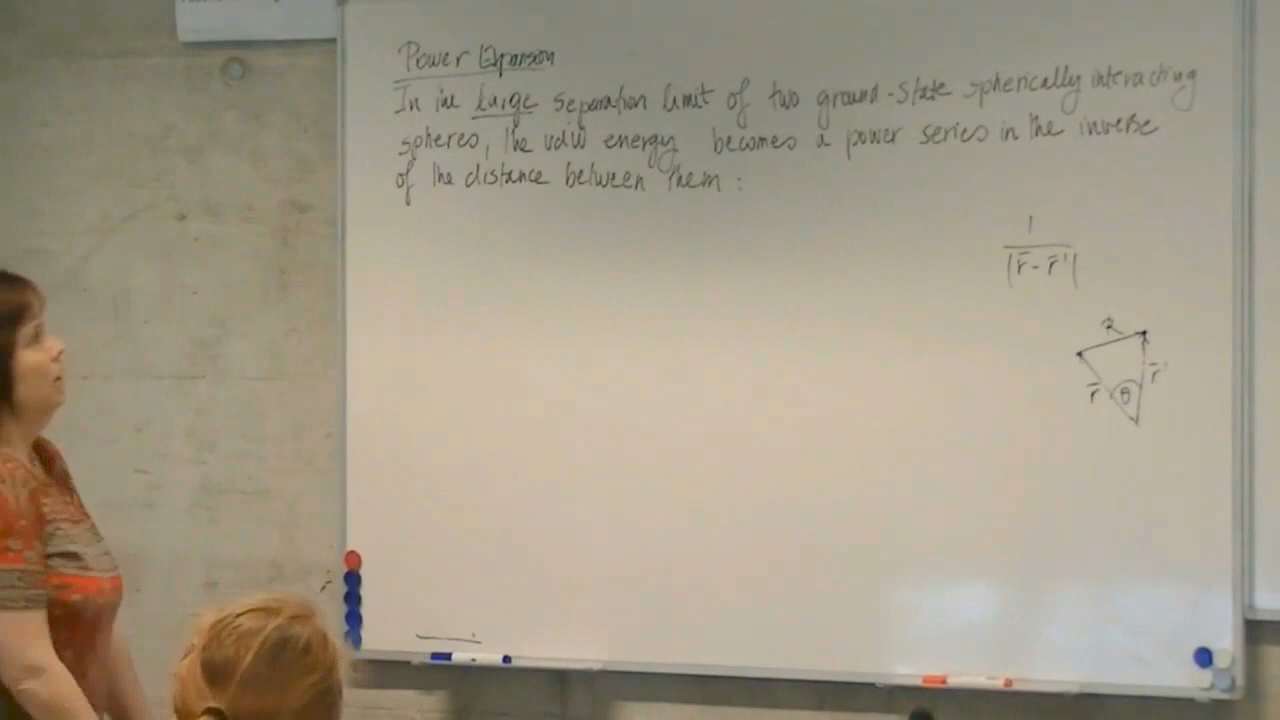 Power Expansion
In the large separation limit of two ground-state spherically interacting
spheres, the vdW energy becomes a power series in the inverse
of the distance between them :
1
|r̄ - r̄'|
R
r̄ θ r̄'